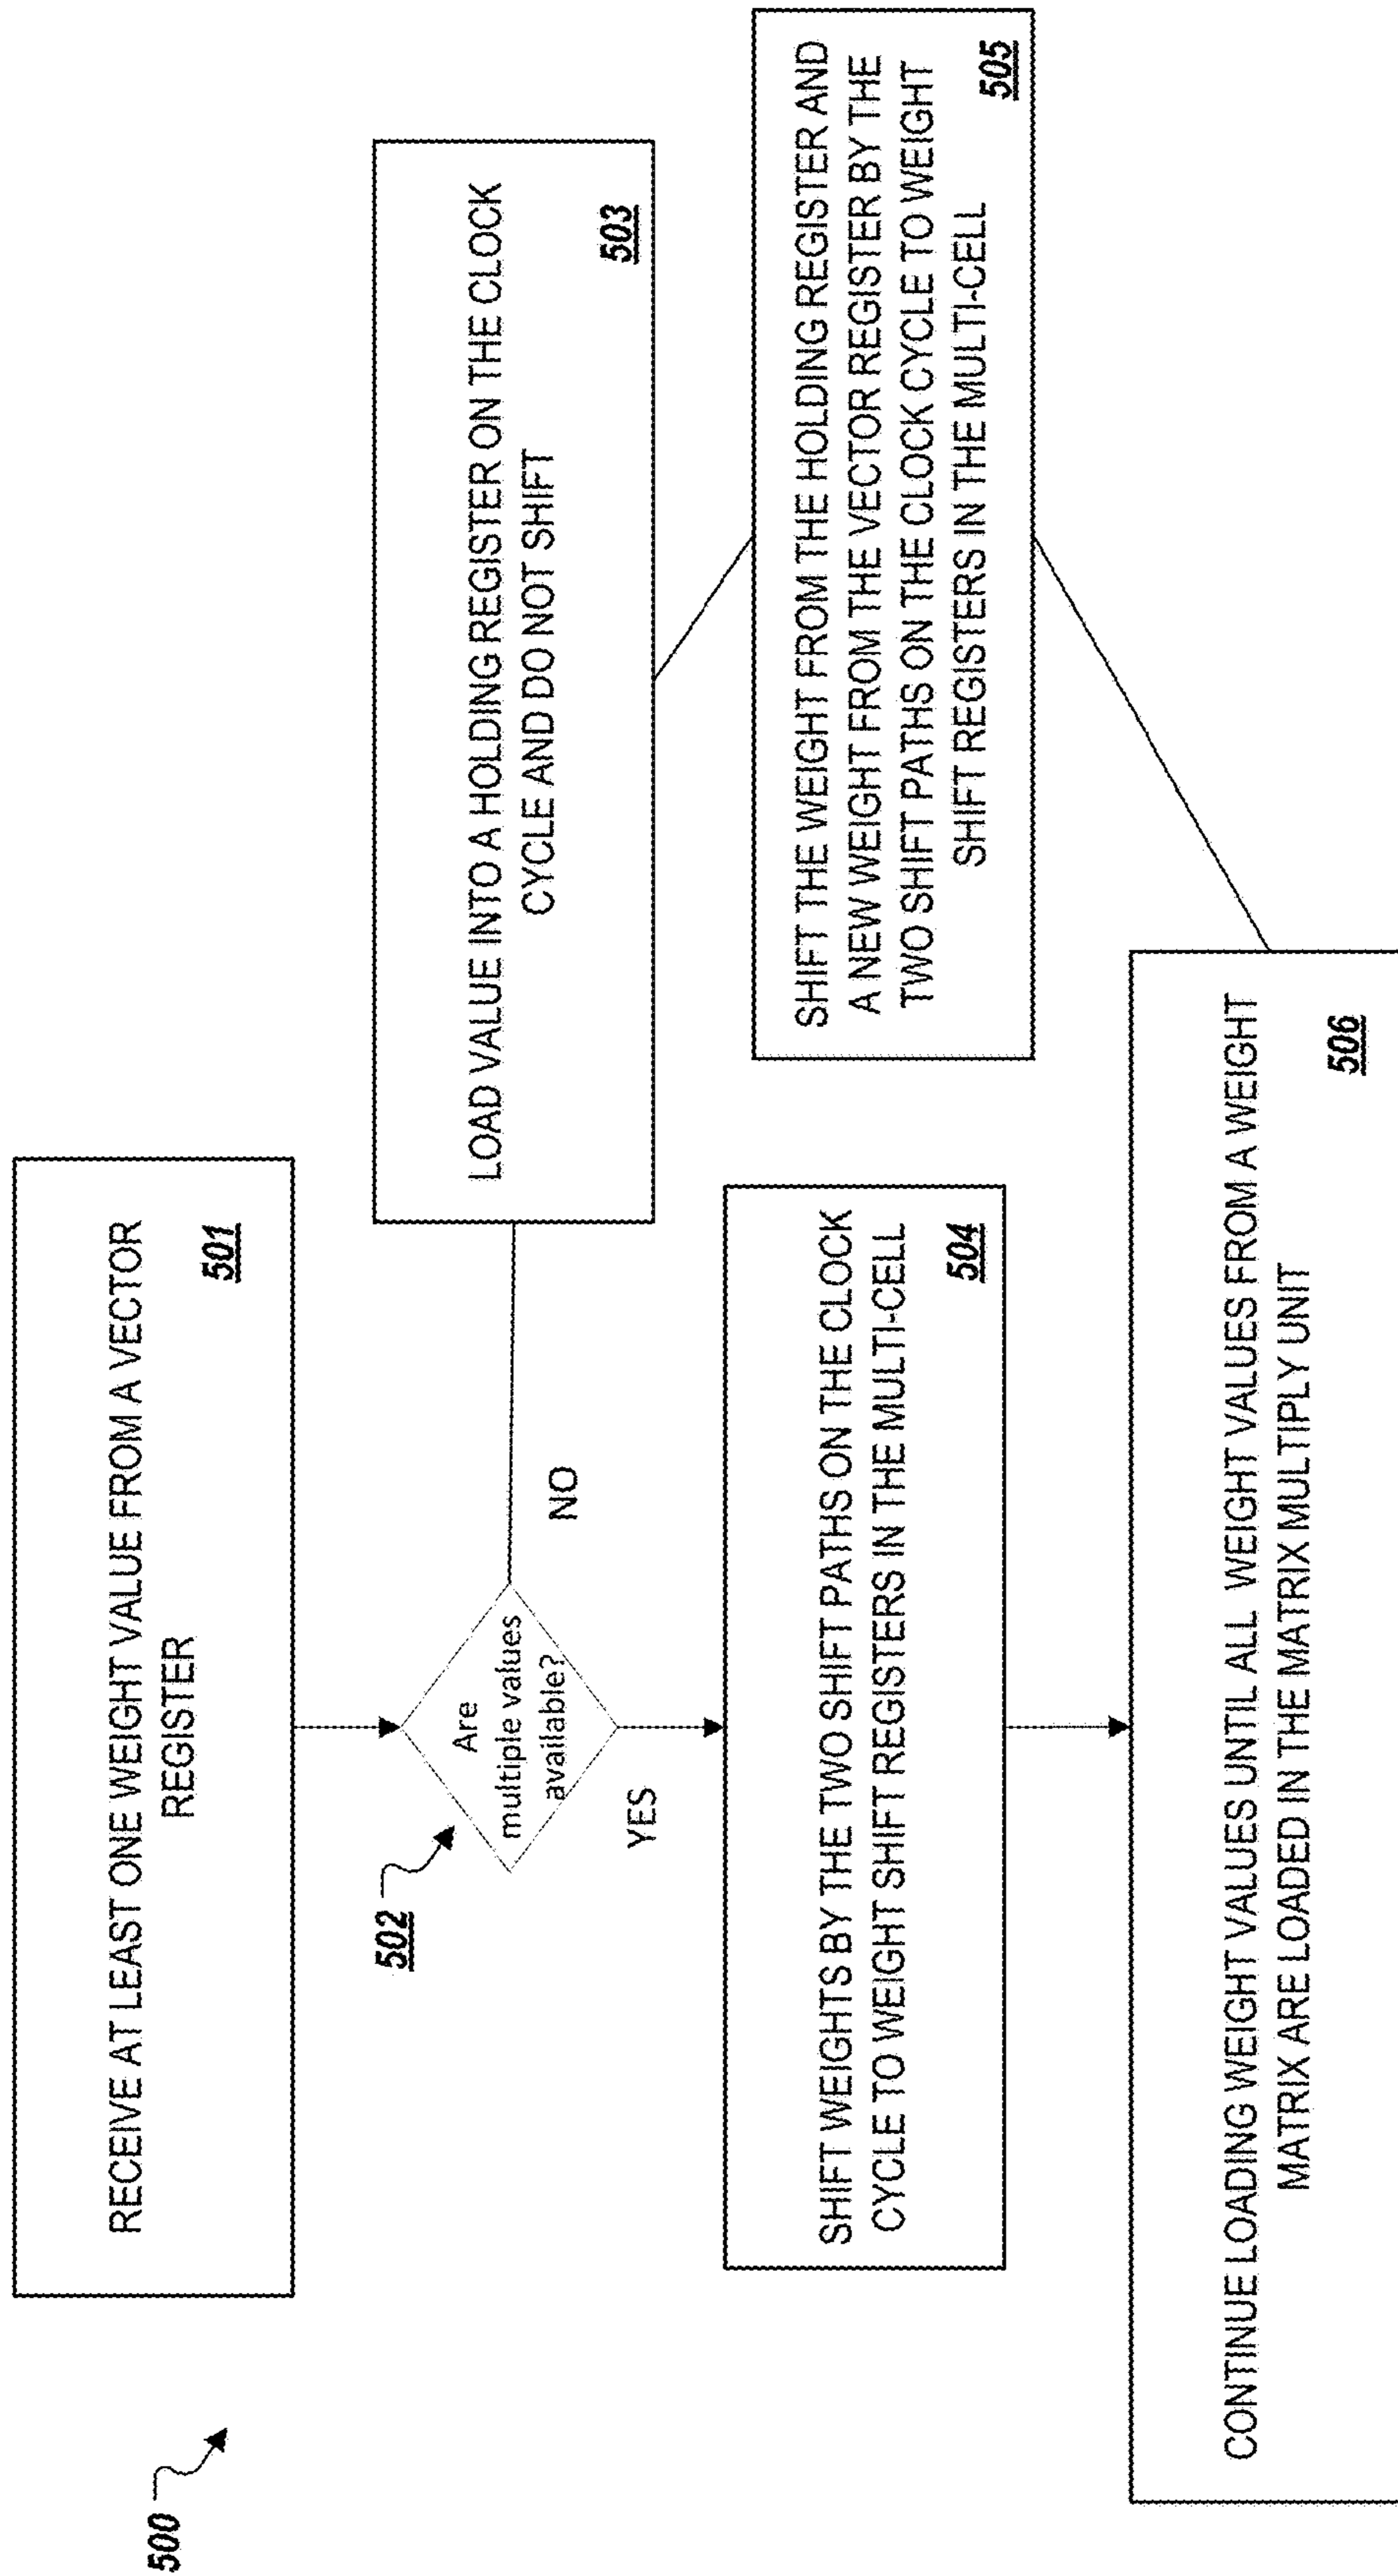 500
RECEIVE AT LEAST ONE WEIGHT VALUE FROM A VECTOR
REGISTER
501
502
Are
multiple values
available?
NO
YES
LOAD VALUE INTO A HOLDING REGISTER ON THE CLOCK
CYCLE AND DO NOT SHIFT
503
SHIFT WEIGHTS BY THE TWO SHIFT PATHS ON THE CLOCK
CYCLE TO WEIGHT SHIFT REGISTERS IN THE MULTI-CELL
504
SHIFT THE WEIGHT FROM THE HOLDING REGISTER AND
A NEW WEIGHT FROM THE VECTOR REGISTER BY THE
TWO SHIFT PATHS ON THE CLOCK CYCLE TO WEIGHT
SHIFT REGISTERS IN THE MULTI-CELL
505
CONTINUE LOADING WEIGHT VALUES UNTIL ALL WEIGHT VALUES FROM A WEIGHT
MATRIX ARE LOADED IN THE MATRIX MULTIPLY UNIT
506